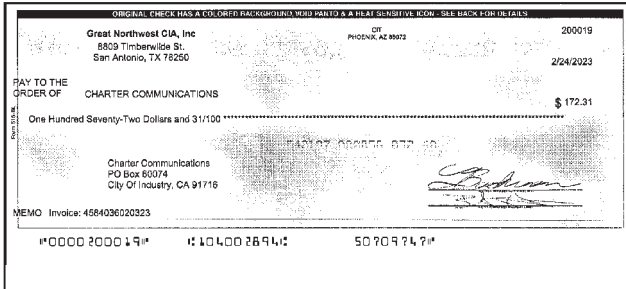 ORIGINAL CHECK HAS A COLORED BACKGROUND, VOID PANTO & A HEAT SENSITIVE ICON - SEE BACK FOR DETAILS
Great Northwest CIA, Inc
8809 Timberwilde St.
San Antonio, TX 78250
CIT
PHOENIX, AZ 85072
200019
2/24/2023
PAY TO THE
ORDER OF CHARTER COMMUNICATIONS
$ 172.31
One Hundred Seventy-Two Dollars and 31/100
Charter Communications
PO Box 60074
City Of Industry, CA 91716
MEMO Invoice: 4584036020323
⑈0000200019⑈ ⑆104002894⑆ 50709747⑈